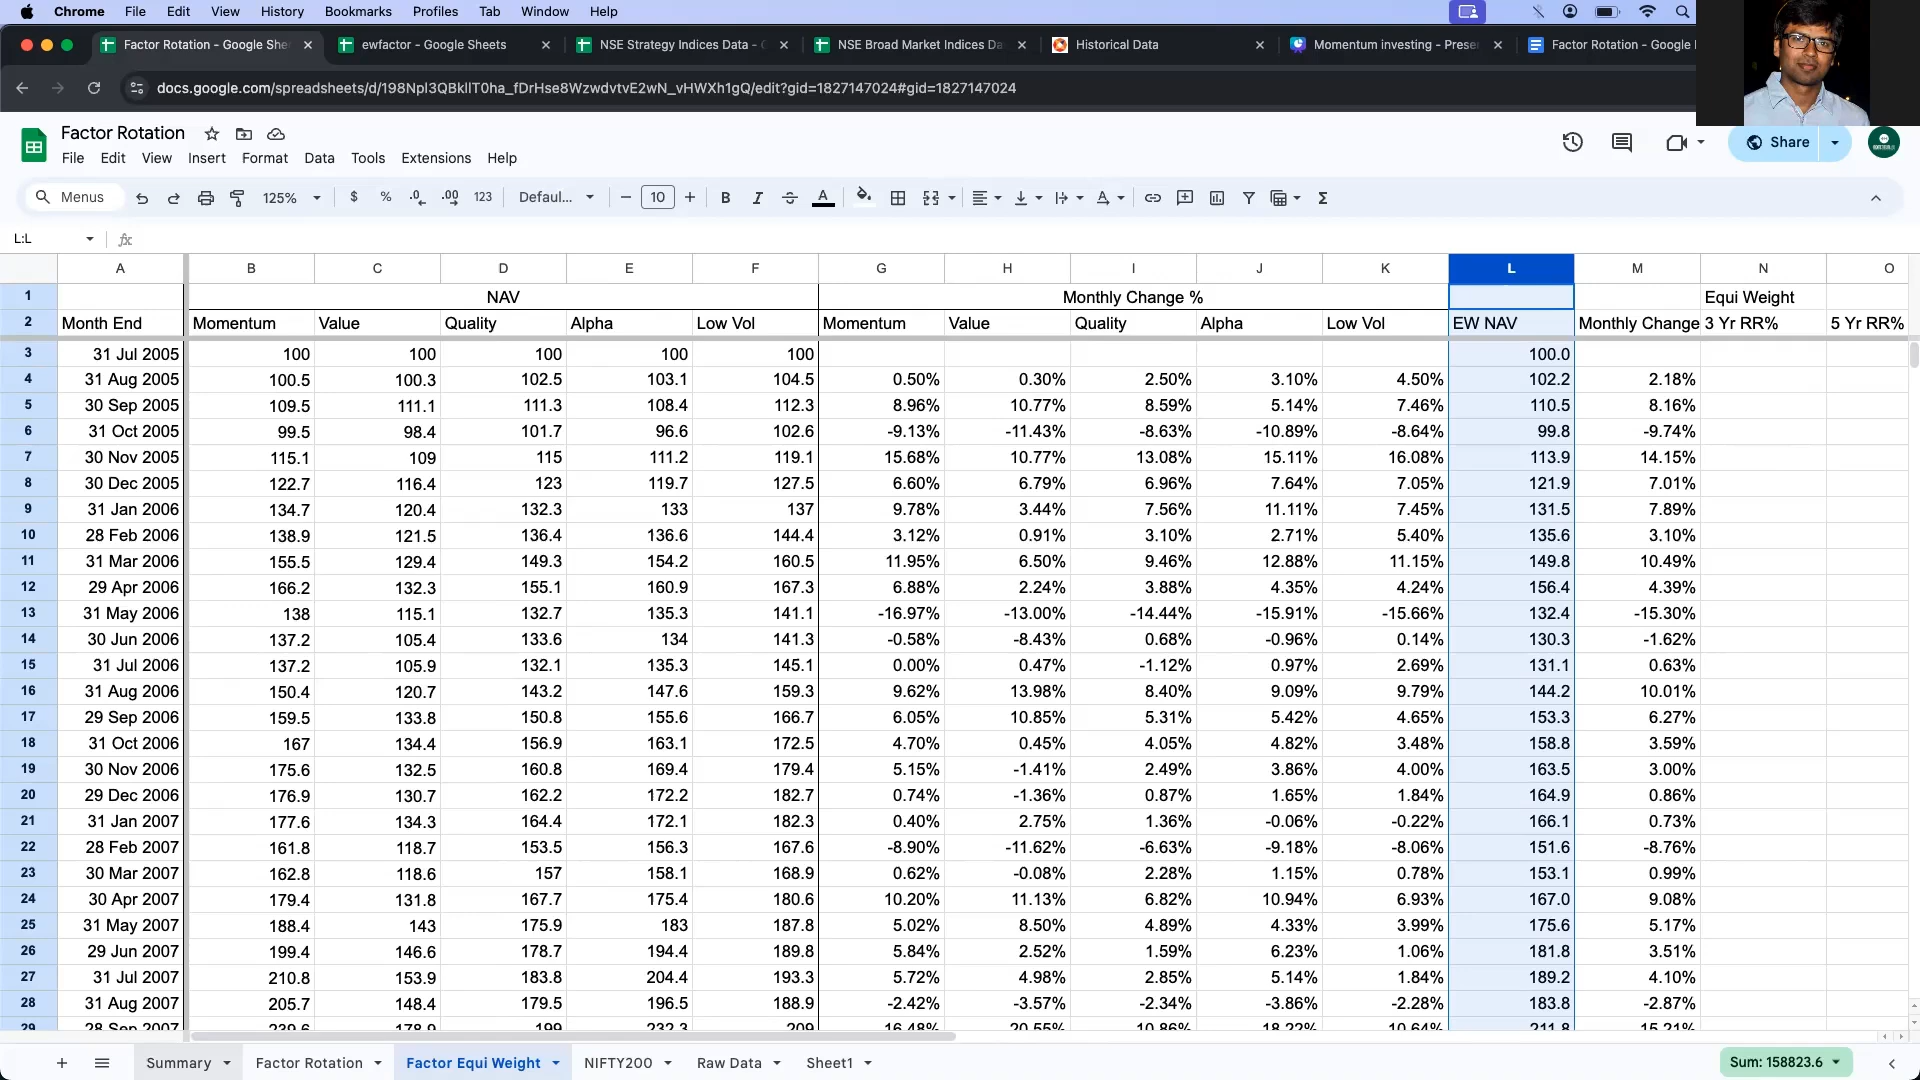 Chrome File Edit View History Bookmarks Profiles Tab Window Help
Factor Rotation - Google She ewfactor - Google Sheets NSE Strategy Indices Data - NSE Broad Market Indices Da Historical Data Momentum investing - Prese Factor Rotation - Google
Factor Rotation
File Edit View Insert Format Data Tools Extensions Help
Share
Menus 125% $ % .0 .00 123 Defaul... 10 B I A Σ
L:L fx
A B C D E F G H I J K L M N O
1 NAV Monthly Change % Equi Weight
2 Month End Momentum Value Quality Alpha Low Vol Momentum Value Quality Alpha Low Vol EW NAV Monthly Change 3 Yr RR% 5 Yr RR%
3 31 Jul 2005 100 100 100 100 100 100.0
4 31 Aug 2005 100.5 100.3 102.5 103.1 104.5 0.50% 0.30% 2.50% 3.10% 4.50% 102.2 2.18%
5 30 Sep 2005 109.5 111.1 111.3 108.4 112.3 8.96% 10.77% 8.59% 5.14% 7.46% 110.5 8.16%
6 31 Oct 2005 99.5 98.4 101.7 96.6 102.6 -9.13% -11.43% -8.63% -10.89% -8.64% 99.8 -9.74%
7 30 Nov 2005 115.1 109 115 111.2 119.1 15.68% 10.77% 13.08% 15.11% 16.08% 113.9 14.15%
8 30 Dec 2005 122.7 116.4 123 119.7 127.5 6.60% 6.79% 6.96% 7.64% 7.05% 121.9 7.01%
9 31 Jan 2006 134.7 120.4 132.3 133 137 9.78% 3.44% 7.56% 11.11% 7.45% 131.5 7.89%
10 28 Feb 2006 138.9 121.5 136.4 136.6 144.4 3.12% 0.91% 3.10% 2.71% 5.40% 135.6 3.10%
11 31 Mar 2006 155.5 129.4 149.3 154.2 160.5 11.95% 6.50% 9.46% 12.88% 11.15% 149.8 10.49%
12 29 Apr 2006 166.2 132.3 155.1 160.9 167.3 6.88% 2.24% 3.88% 4.35% 4.24% 156.4 4.39%
13 31 May 2006 138 115.1 132.7 135.3 141.1 -16.97% -13.00% -14.44% -15.91% -15.66% 132.4 -15.30%
14 30 Jun 2006 137.2 105.4 133.6 134 141.3 -0.58% -8.43% 0.68% -0.96% 0.14% 130.3 -1.62%
15 31 Jul 2006 137.2 105.9 132.1 135.3 145.1 0.00% 0.47% -1.12% 0.97% 2.69% 131.1 0.63%
16 31 Aug 2006 150.4 120.7 143.2 147.6 159.3 9.62% 13.98% 8.40% 9.09% 9.79% 144.2 10.01%
17 29 Sep 2006 159.5 133.8 150.8 155.6 166.7 6.05% 10.85% 5.31% 5.42% 4.65% 153.3 6.27%
18 31 Oct 2006 167 134.4 156.9 163.1 172.5 4.70% 0.45% 4.05% 4.82% 3.48% 158.8 3.59%
19 30 Nov 2006 175.6 132.5 160.8 169.4 179.4 5.15% -1.41% 2.49% 3.86% 4.00% 163.5 3.00%
20 29 Dec 2006 176.9 130.7 162.2 172.2 182.7 0.74% -1.36% 0.87% 1.65% 1.84% 164.9 0.86%
21 31 Jan 2007 177.6 134.3 164.4 172.1 182.3 0.40% 2.75% 1.36% -0.06% -0.22% 166.1 0.73%
22 28 Feb 2007 161.8 118.7 153.5 156.3 167.6 -8.90% -11.62% -6.63% -9.18% -8.06% 151.6 -8.76%
23 30 Mar 2007 162.8 118.6 157 158.1 168.9 0.62% -0.08% 2.28% 1.15% 0.78% 153.1 0.99%
24 30 Apr 2007 179.4 131.8 167.7 175.4 180.6 10.20% 11.13% 6.82% 10.94% 6.93% 167.0 9.08%
25 31 May 2007 188.4 143 175.9 183 187.8 5.02% 8.50% 4.89% 4.33% 3.99% 175.6 5.17%
26 29 Jun 2007 199.4 146.6 178.7 194.4 189.8 5.84% 2.52% 1.59% 6.23% 1.06% 181.8 3.51%
27 31 Jul 2007 210.8 153.9 183.8 204.4 193.3 5.72% 4.98% 2.85% 5.14% 1.84% 189.2 4.10%
28 31 Aug 2007 205.7 148.4 179.5 196.5 188.9 -2.42% -3.57% -2.34% -3.86% -2.28% 183.8 -2.87%
29 28 Sep 2007 239.6 178.9 199 232.3 209 16.48% 20.55% 10.86% 18.22% 10.64% 211.8 15.21%
Summary Factor Rotation Factor Equi Weight NIFTY200 Raw Data Sheet1 Sum: 158823.6